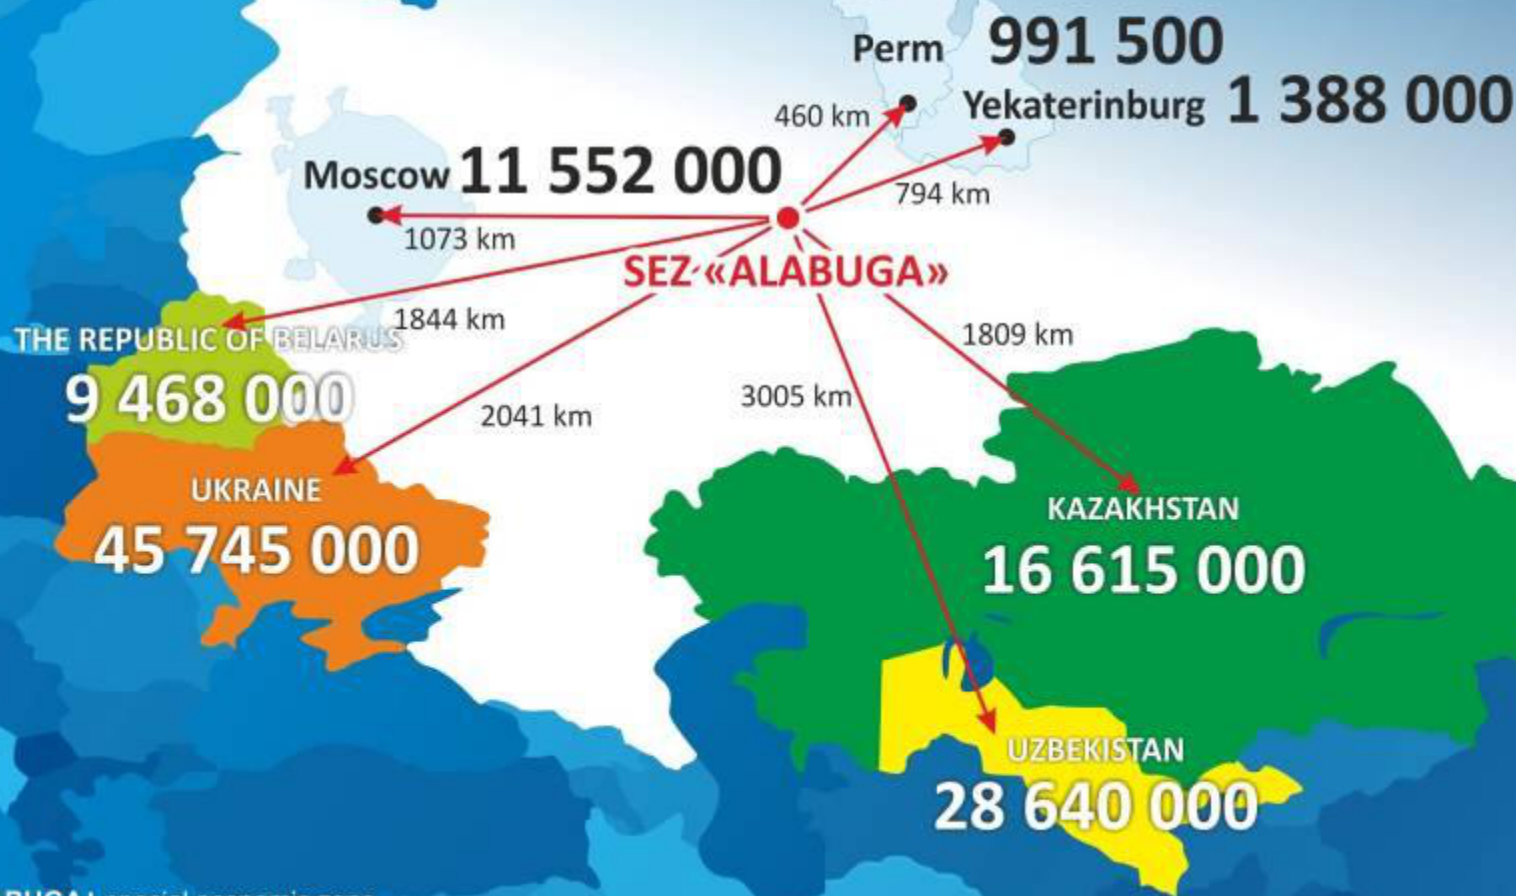 Perm 991 500
460 km
Yekaterinburg 1 388 000
Moscow 11 552 000
794 km
1073 km
SEZ «ALABUGA»
1844 km
1809 km
THE REPUBLIC OF BELARUS
9 468 000
3005 km
2041 km
UKRAINE
45 745 000
KAZAKHSTAN
16 615 000
UZBEKISTAN
28 640 000